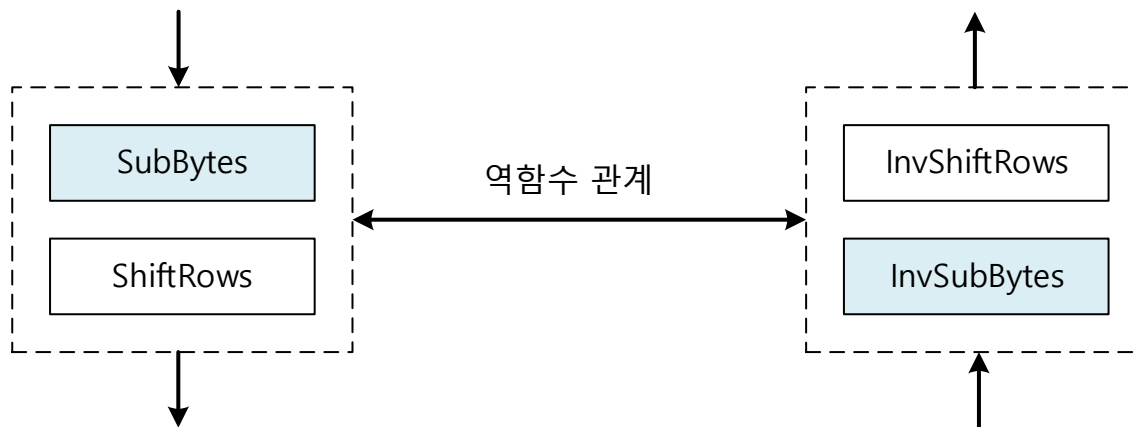 SubBytes
ShiftRows
역함수 관계
InvShiftRows
InvSubBytes